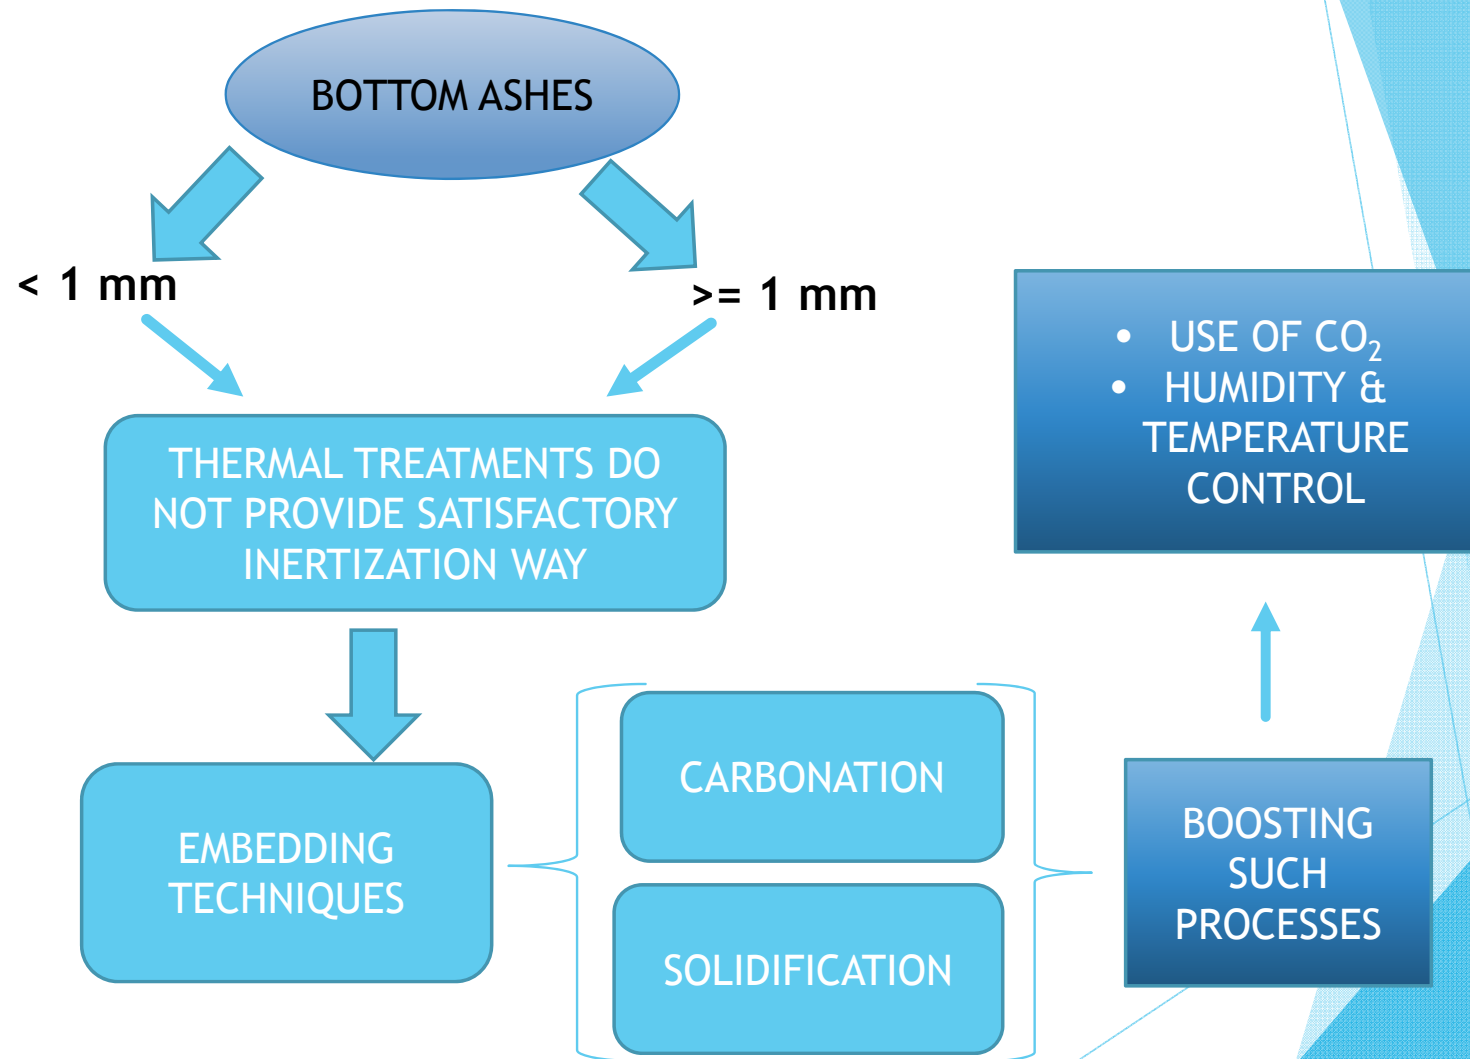 BOTTOM ASHES
< 1 mm
>= 1 mm
THERMAL TREATMENTS DO
NOT PROVIDE SATISFACTORY
INERTIZATION WAY
EMBEDDING
TECHNIQUES
CARBONATION
SOLIDIFICATION
BOOSTING
SUCH
PROCESSES
• USE OF CO₂
• HUMIDITY &
TEMPERATURE
CONTROL